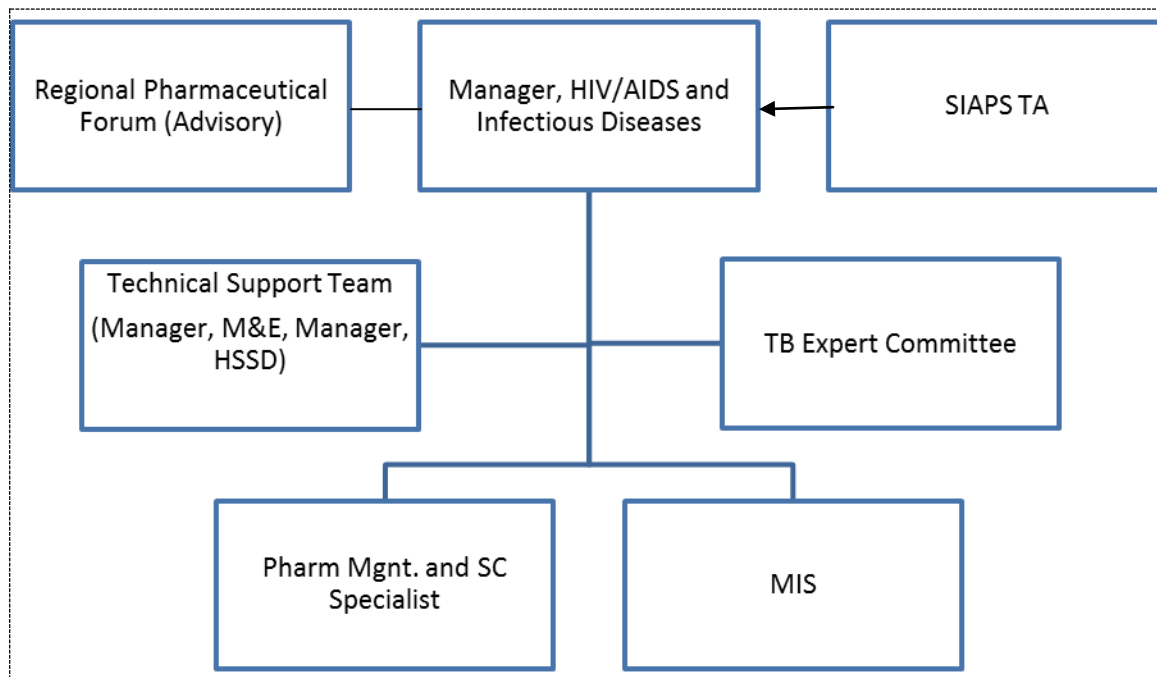 Regional Pharmaceutical
Forum (Advisory)
Manager, HIV/AIDS and
Infectious Diseases
SIAPS TA
Technical Support Team
(Manager, M&E, Manager,
HSSD)
TB Expert Committee
Pharm Mgnt. and SC
Specialist
MIS